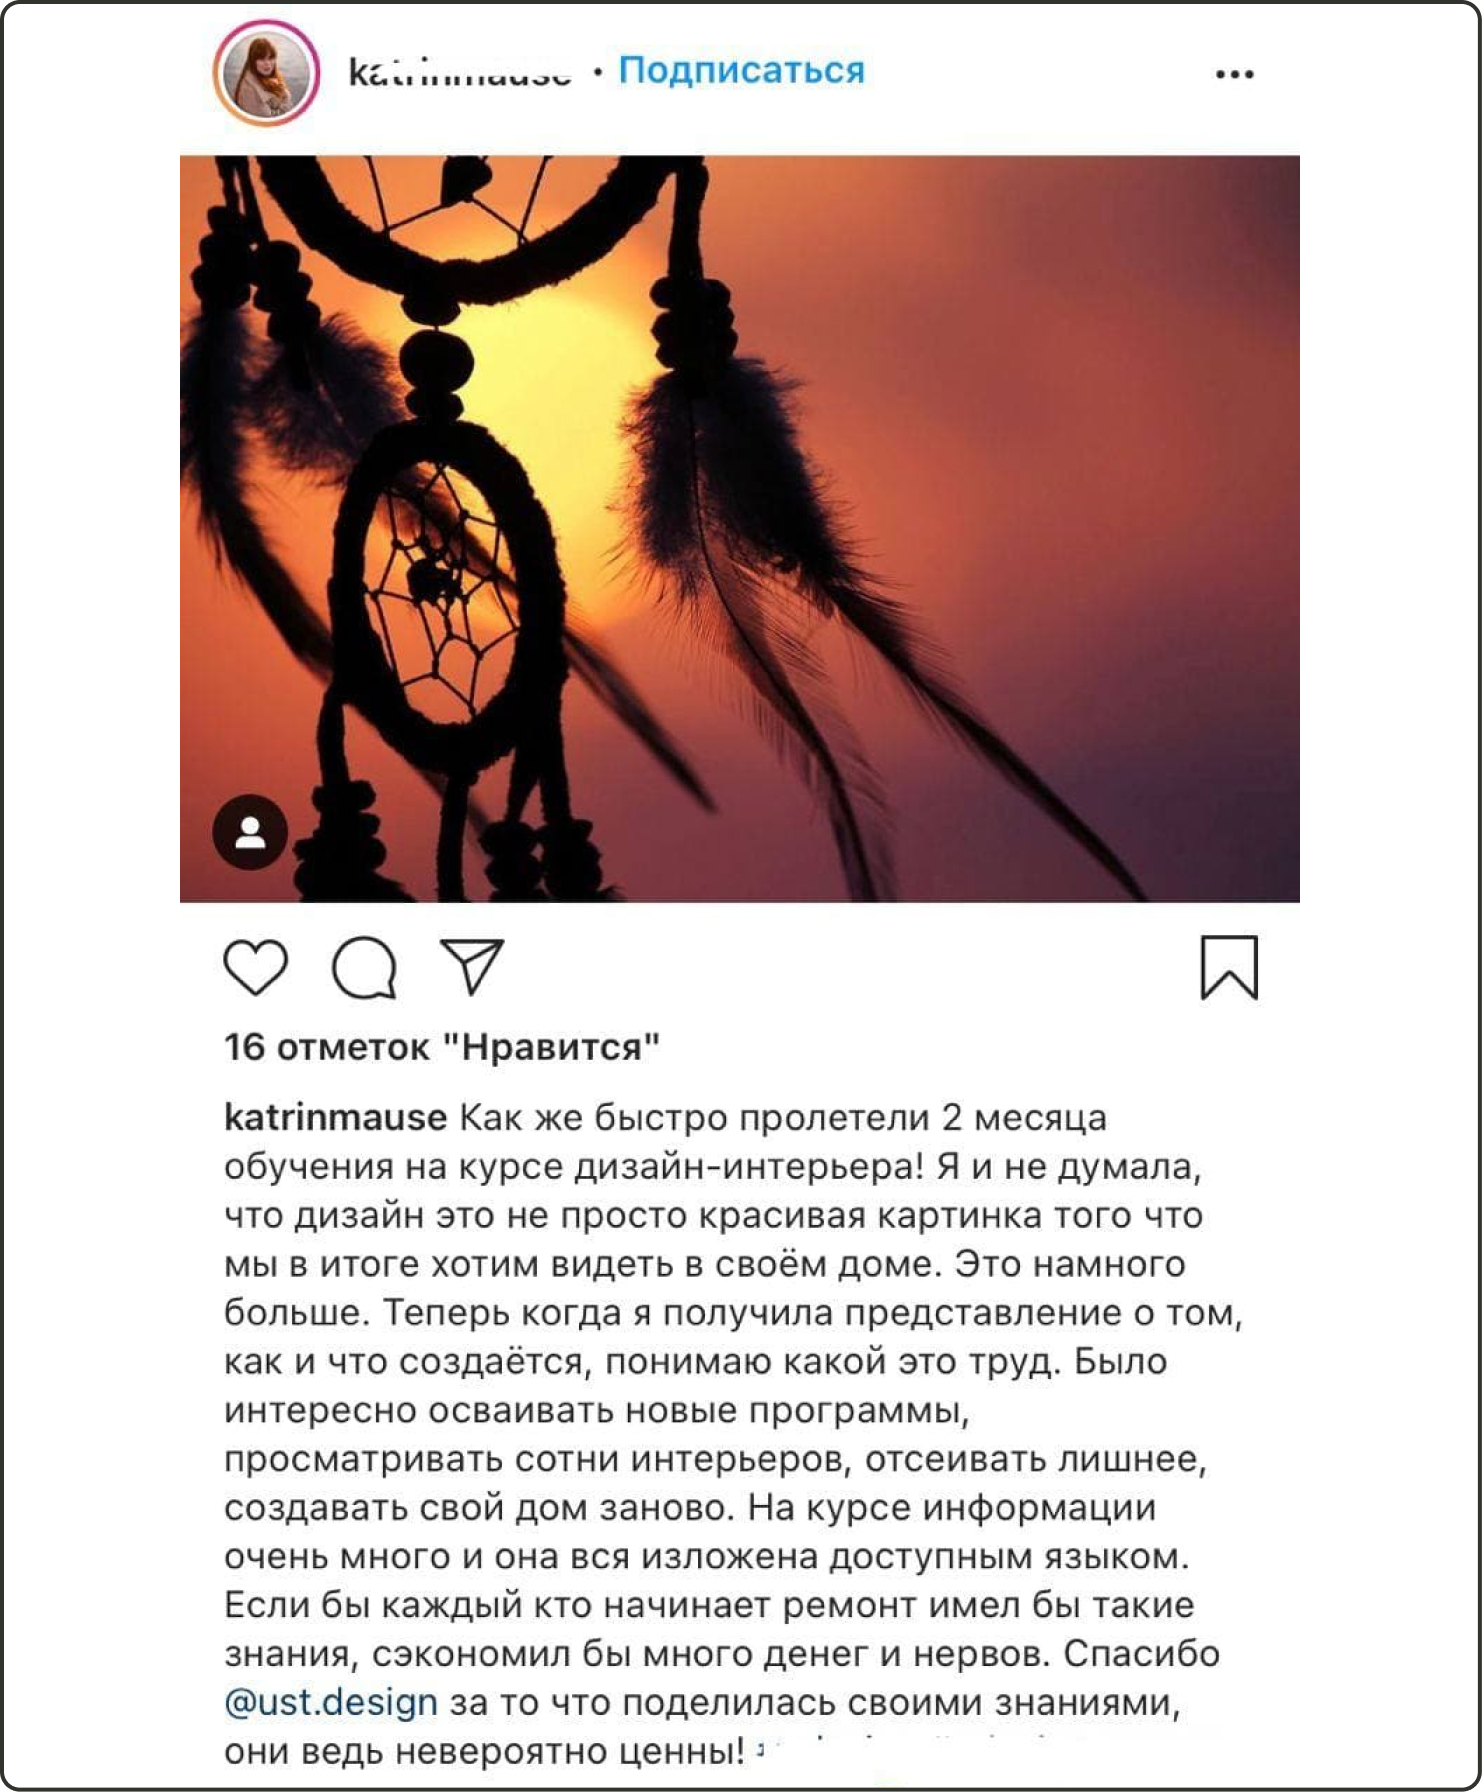 Подписаться
16 отметок "Нравится"
katrinmause Как же быстро пролетели 2 месяца
обучения на курсе дизайн-интерьера! Я и не думала,
что дизайн это не просто красивая картинка того что
мы в итоге хотим видеть в своём доме. Это намного
больше. Теперь когда я получила представление о том,
как и что создаётся, понимаю какой это труд. Было
интересно осваивать новые программы,
просматривать сотни интерьеров, отсеивать лишнее,
создавать свой дом заново. На курсе информации
очень много и она вся изложена доступным языком.
Если бы каждый кто начинает ремонт имел бы такие
знания, сэкономил бы много денег и нервов. Спасибо
@ust.design за то что поделилась своими знаниями,
они ведь невероятно ценны!